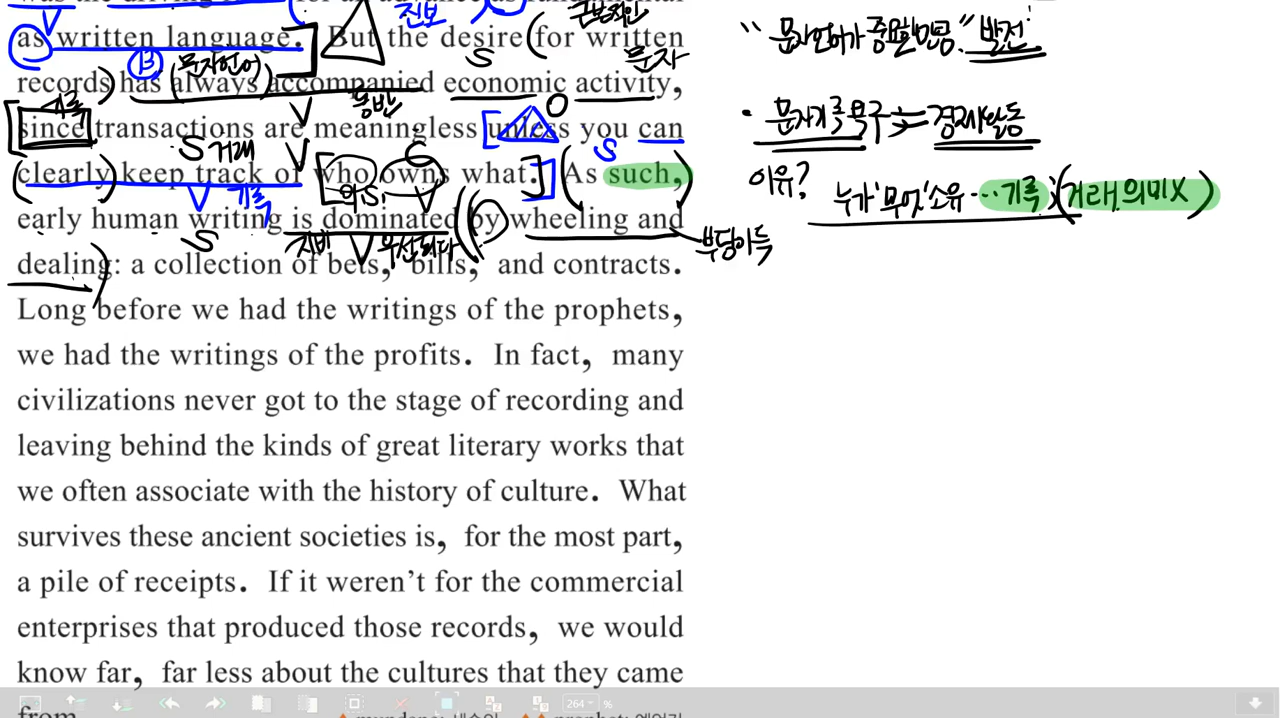 as written language. But the desire for written
records has always accompanied economic activity,
since transactions are meaningless unless you can
clearly keep track of who owns what. As such,
early human writing is dominated by wheeling and
dealing: a collection of bets, bills, and contracts.
Long before we had the writings of the prophets,
we had the writings of the profits. In fact, many
civilizations never got to the stage of recording and
leaving behind the kinds of great literary works that
we often associate with the history of culture. What
survives these ancient societies is, for the most part,
a pile of receipts. If it weren't for the commercial
enterprises that produced those records, we would
know far, far less about the cultures that they came
from.
진보
문자
(문자언어)
S
V
동반
O
S 거래
V
S
V
기록
C
의S.
V
S
지배
V
우산되다
부당이득
"문자언어가 중요할만큼" 발전!
• 문자기록 욕구 = 경제활동
이유?
누가 '무엇' 소유 … 기록; (거래 의미X)
264 %